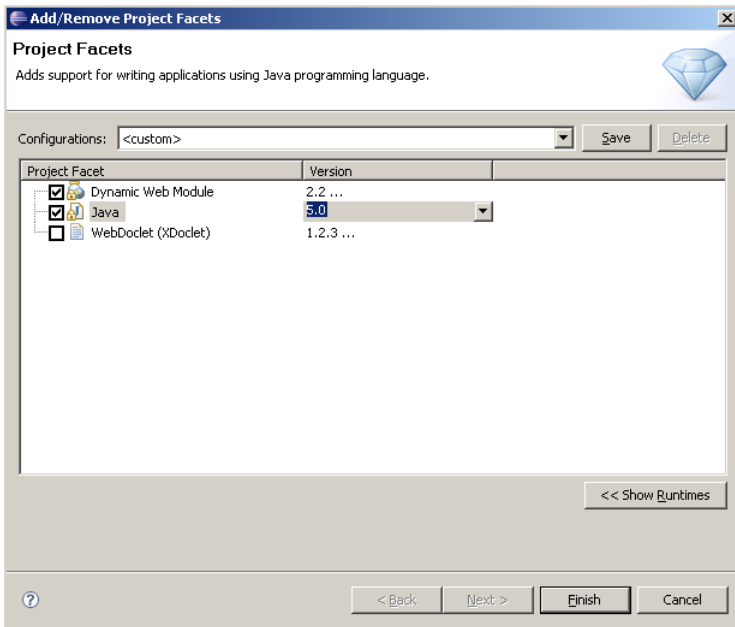 Add/Remove Project Facets
Project Facets
Adds support for writing applications using Java programming language.
Configurations: <custom> Save Delete
Project Facet Version
Dynamic Web Module 2.2 ...
Java 5.0
WebDoclet (XDoclet) 1.2.3 ...
<< Show Runtimes
? < Back Next > Finish Cancel